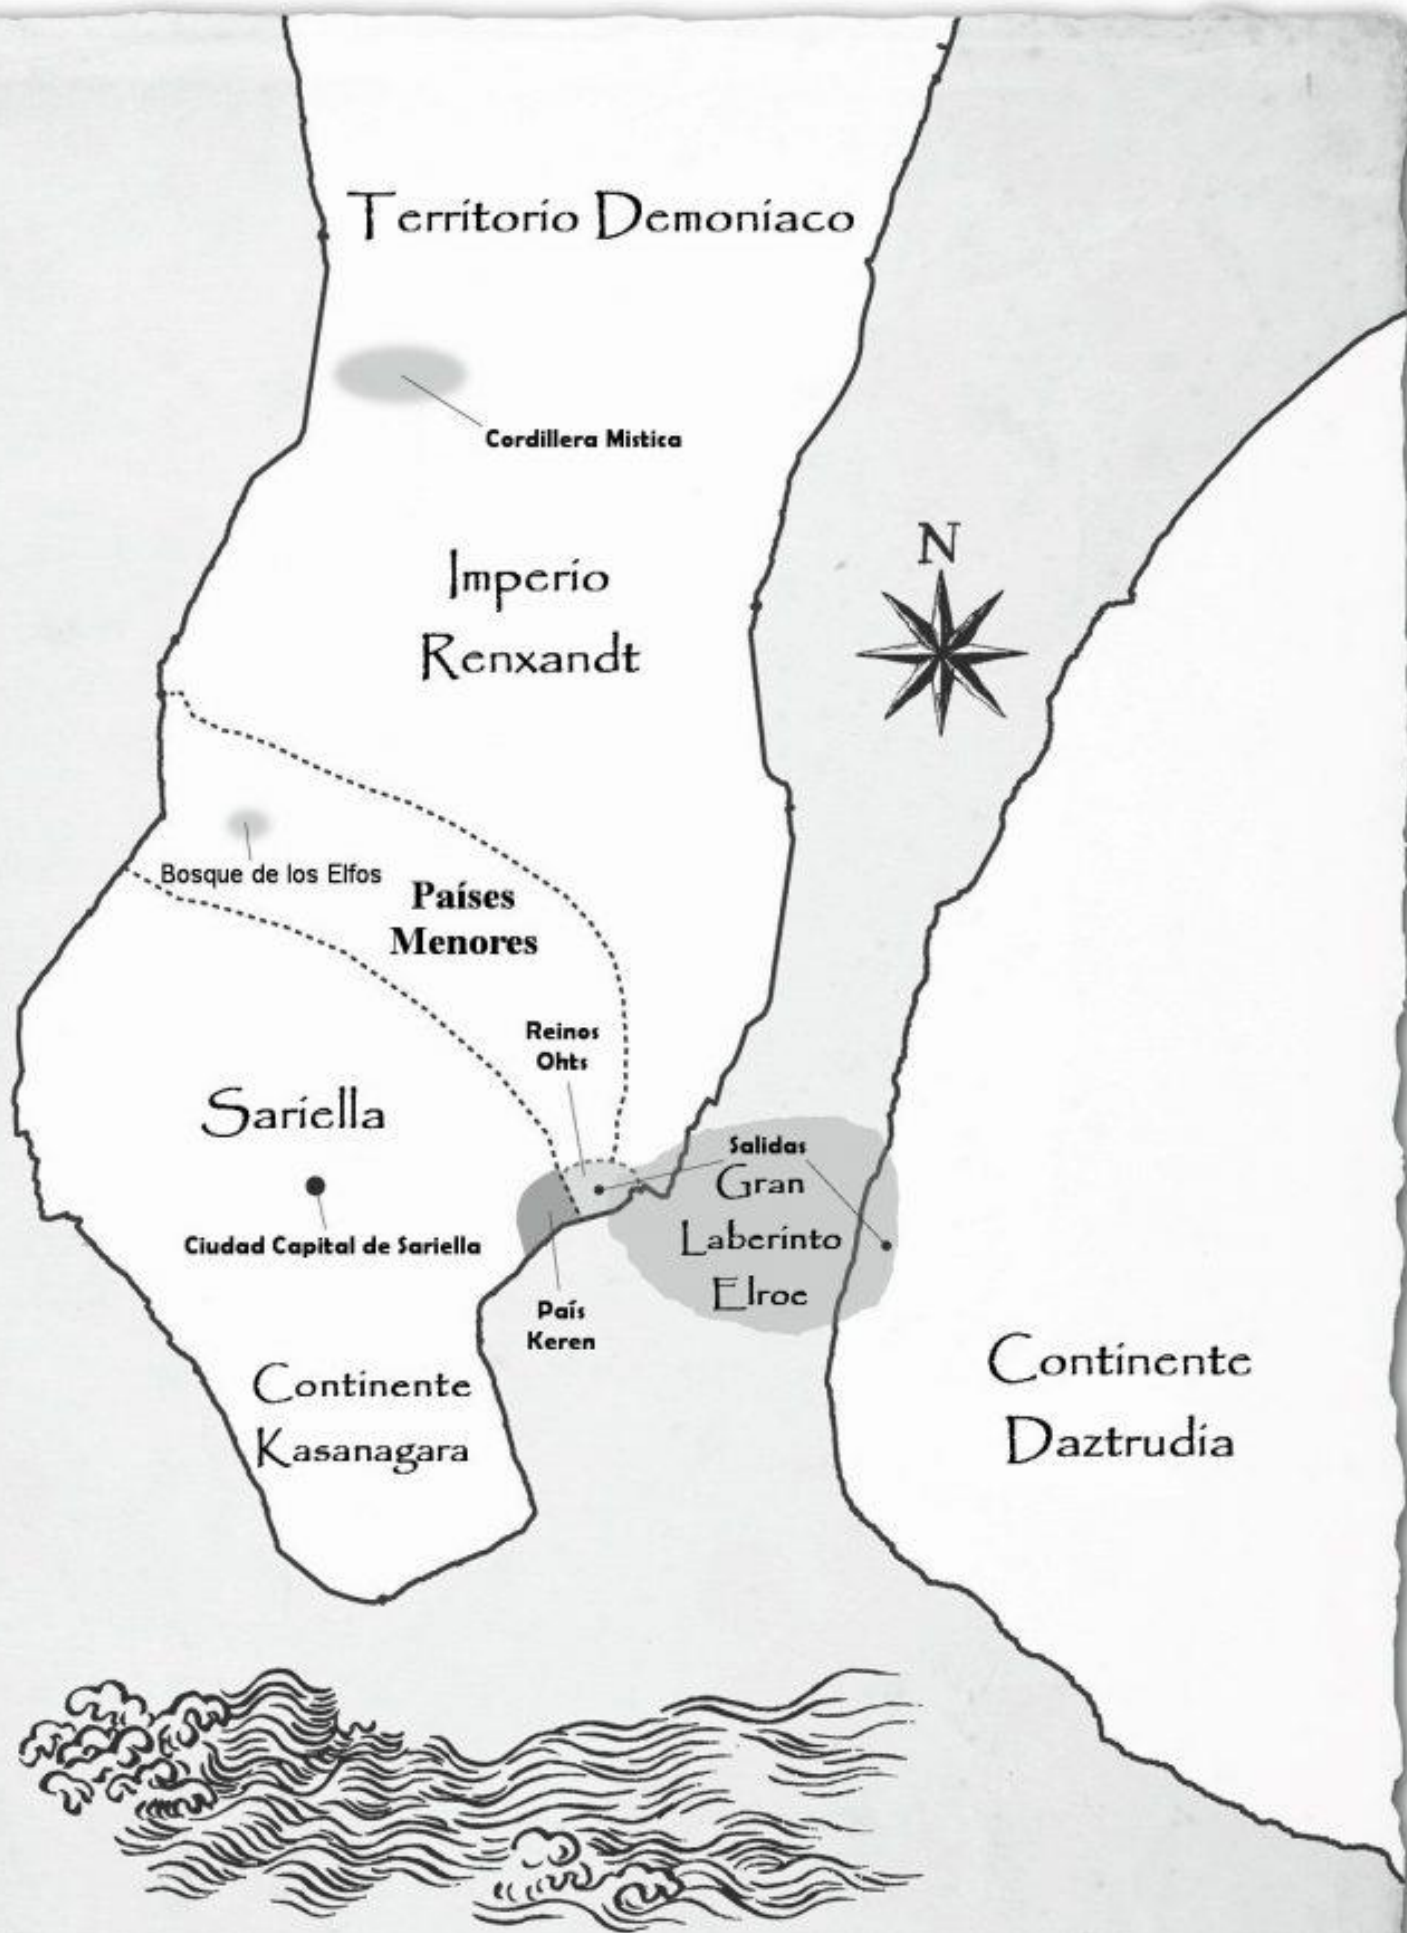 Territorio Demoniaco
Cordillera Mistica
N
Imperio
Renxandt
Bosque de los Elfos
Países
Menores
Reinos
Ohts
Sariella
Salidas
Gran
Laberinto
Elroe
Ciudad Capital de Sariella
País
Keren
Continente
Kasanagara
Continente
Daztrudia